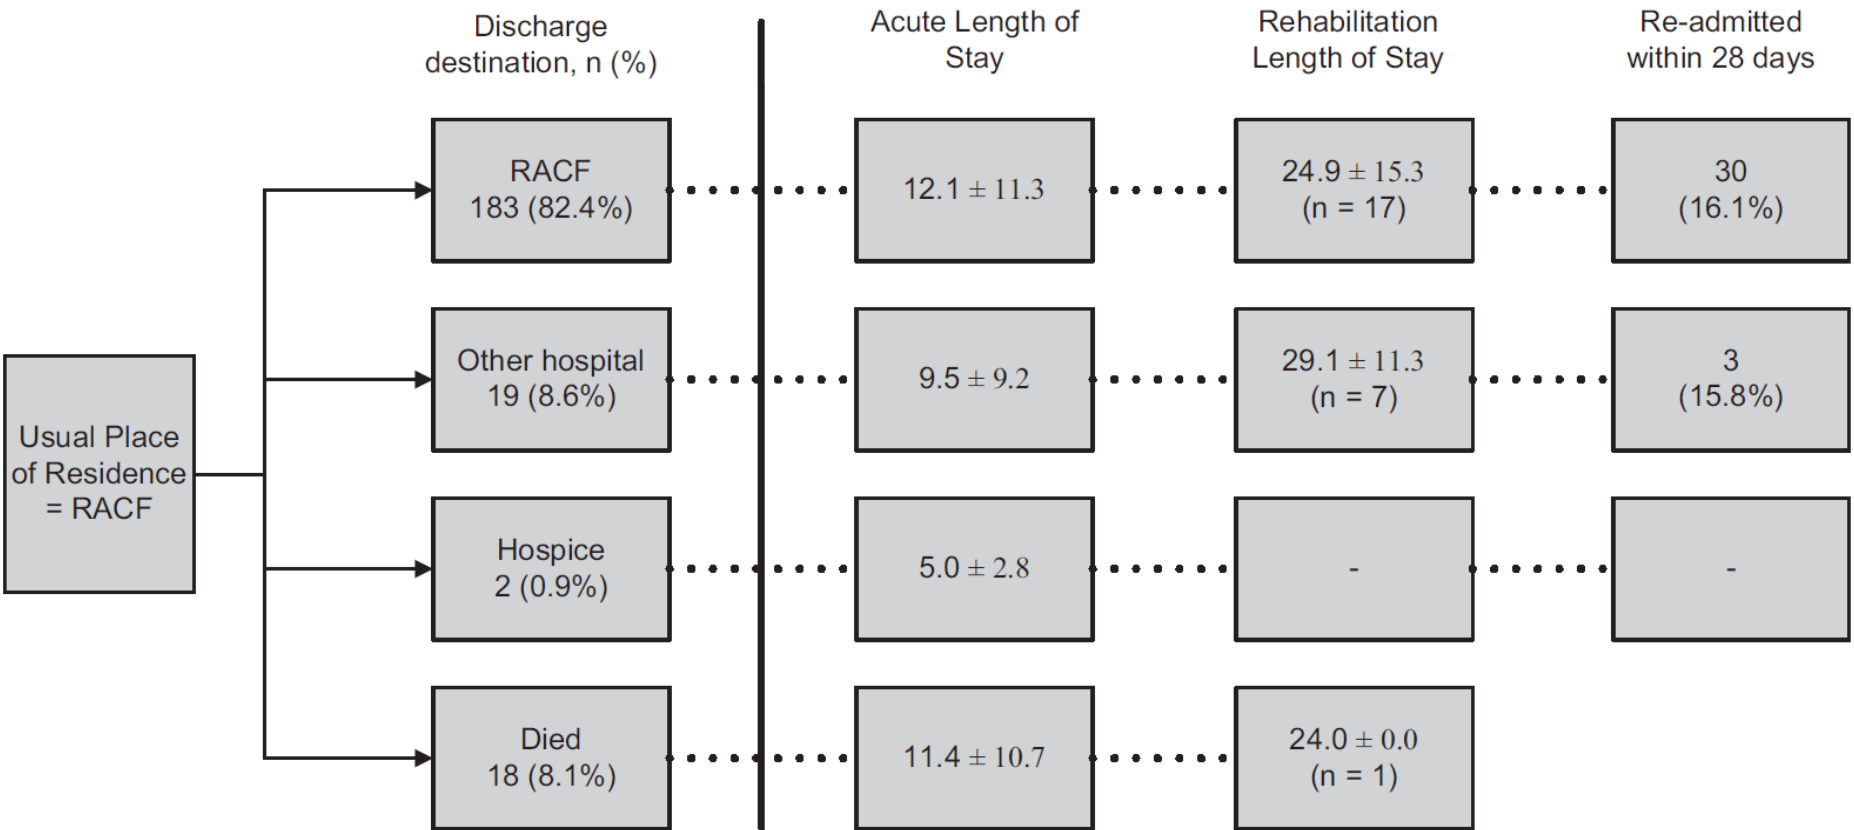 Discharge
destination, n (%)
Acute Length of
Stay
Rehabilitation
Length of Stay
Re-admitted
within 28 days
Usual Place
of Residence
= RACF
RACF
183 (82.4%)
12.1 ± 11.3
24.9 ± 15.3
(n = 17)
30
(16.1%)
Other hospital
19 (8.6%)
9.5 ± 9.2
29.1 ± 11.3
(n = 7)
3
(15.8%)
Hospice
2 (0.9%)
5.0 ± 2.8
-
-
Died
18 (8.1%)
11.4 ± 10.7
24.0 ± 0.0
(n = 1)